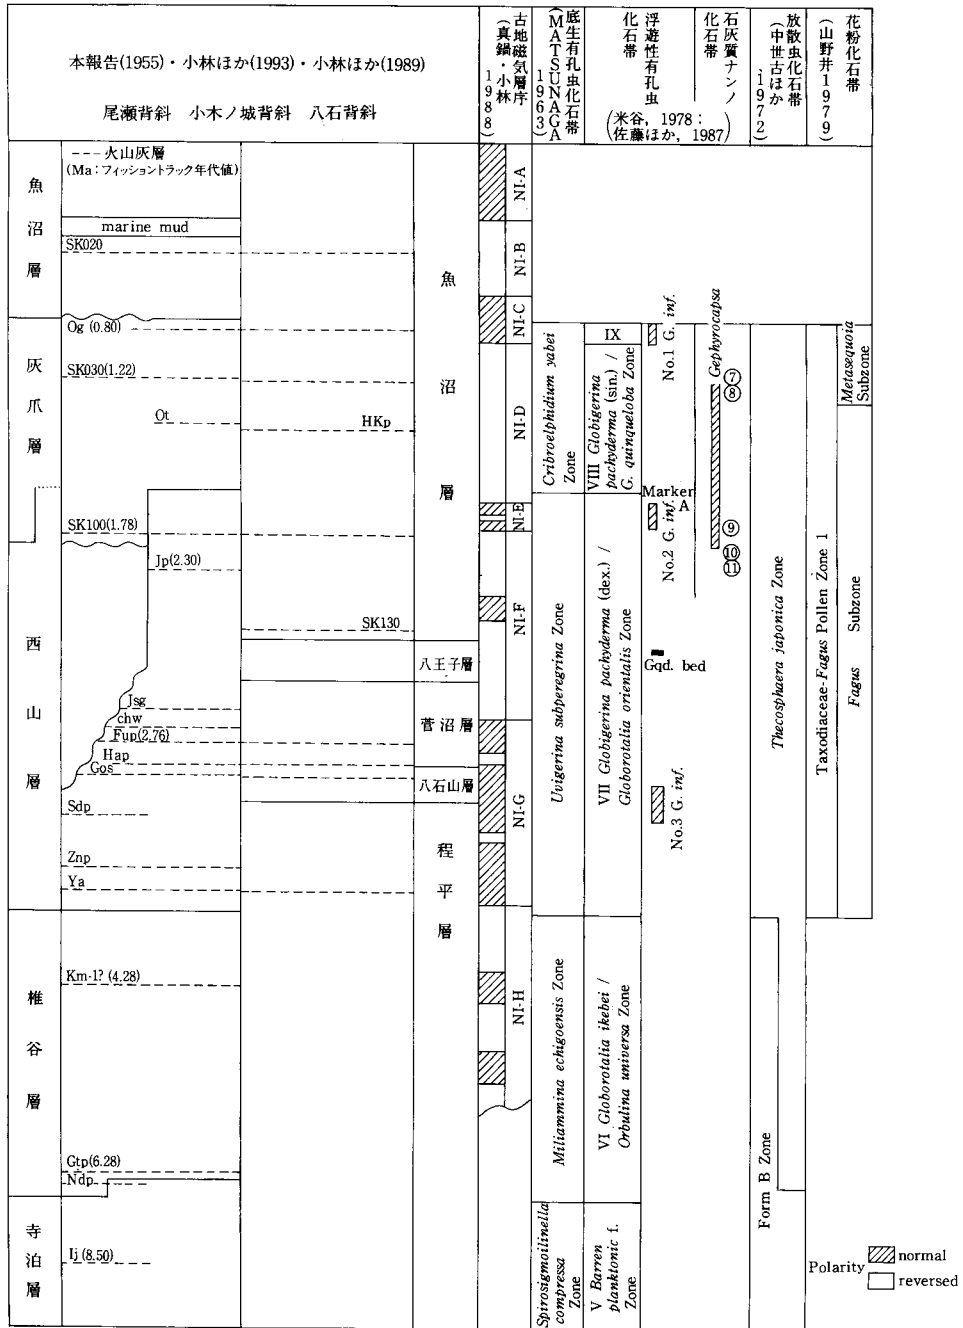 本報告(1955)・小林ほか(1993)・小林ほか(1989)
尾瀬背斜 小木ノ城背斜 八石背斜
古地磁気層序
(真鍋・小林 1988)
底生有孔虫化石帯
(MATSUNAGA 1963)
浮遊性有孔虫
化石帯
石灰質ナンノ
化石帯
(米谷, 1978:
佐藤ほか, 1987)
放散虫化石帯
(中世古ほか 1972)
花粉化石帯
(山野井1979)
魚沼層
灰爪層
西山層
椎谷層
寺泊層
--- 火山灰層
(Ma:フィッショントラック年代値)
marine mud
SK020
Og (0.80)
SK030(1.22)
Ot
HKp
SK100(1.78)
Jp(2.30)
SK130
Jsg
chw
Fup(2.76)
Hap
Gos
Sdp
Znp
Ya
Km-1? (4.28)
Gtp(6.28)
Ndp
Ij (8.50)
魚沼層
八王子層
菅沼層
八石山層
程平層
NI-A
NI-B
NI-C
NI-D
NI-E
NI-F
NI-G
NI-H
Cribroelphidium yabei
Zone
Uvigerina subperegrina Zone
Miliammina echigoensis Zone
Spirosigmoilinella
compressa
Zone
IX
VIII Globigerina
pachyderma (sin.) /
G. quinqueloba Zone
VII Globigerina pachyderma (dex.) /
Globorotalia orientalis Zone
VI Globorotalia ikebei /
Orbulina universa Zone
V Barren
planktonic f.
Zone
No.1 G. inf.
Marker
A
No.2 G. inf.
Gqd. bed
No.3 G. inf.
Gephyrocapsa
⑦
⑧
⑨
⑩
⑪
Thecosphaera japonica Zone
Form B Zone
Taxodiaceae-Fagus Pollen Zone 1
Metasequoia
Subzone
Fagus Subzone
Polarity
normal
reversed